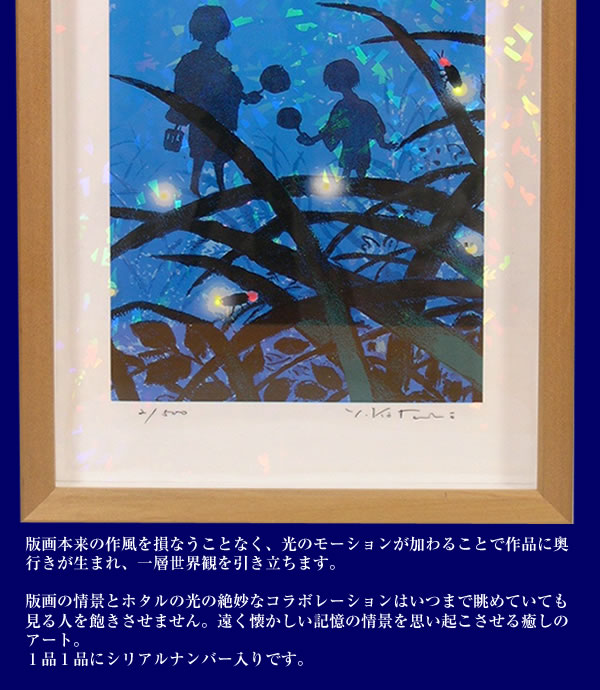 2/500
版画本来の作風を損なうことなく、光のモーションが加わることで作品に奥
行きが生まれ、一層世界観を引き立ちます。
版画の情景とホタルの光の絶妙なコラボレーションはいつまで眺めていても
見る人を飽きさせません。遠く懐かしい記憶の情景を思い起こさせる癒しの
アート。
１品１品にシリアルナンバー入りです。